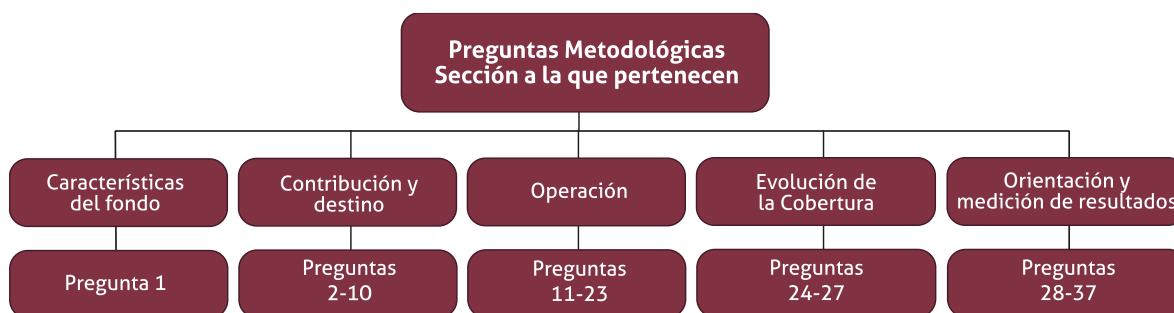 Preguntas Metodológicas
Sección a la que pertenecen
Características
del fondo
Contribución y
destino
Operación
Evolución de
la Cobertura
Orientación y
medición de resultados
Pregunta 1
Preguntas
2-10
Preguntas
11-23
Preguntas
24-27
Preguntas
28-37